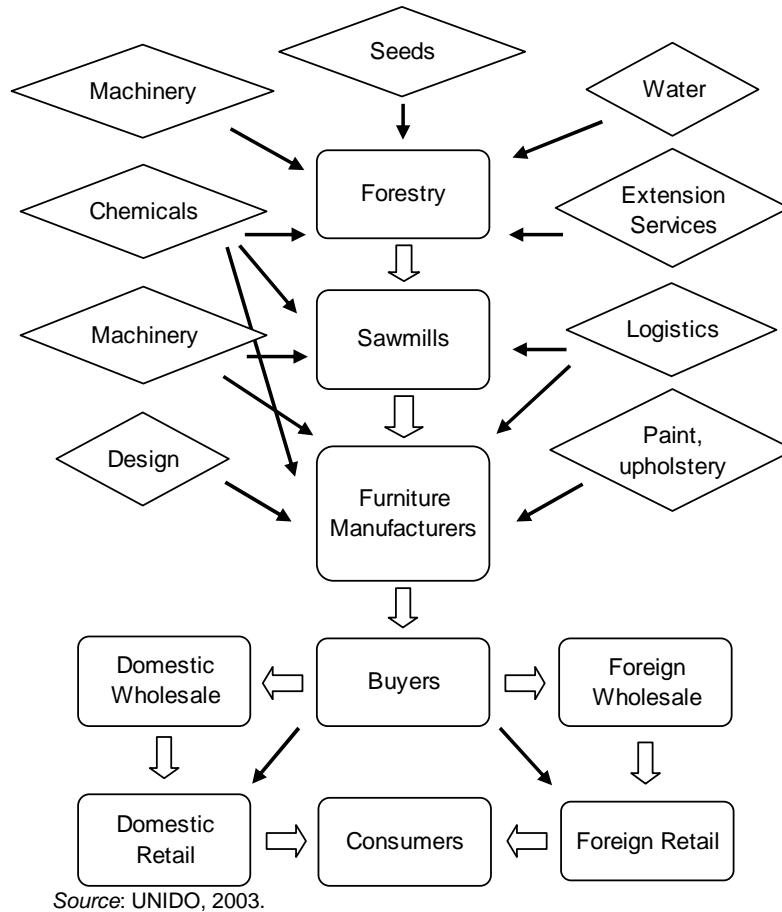 Seeds
Machinery
Water
Forestry
Chemicals
Extension
Services
Machinery
Sawmills
Logistics
Design
Furniture
Manufacturers
Paint,
upholstery
Domestic
Wholesale
Buyers
Foreign
Wholesale
Domestic
Retail
Consumers
Foreign Retail
Source: UNIDO, 2003.